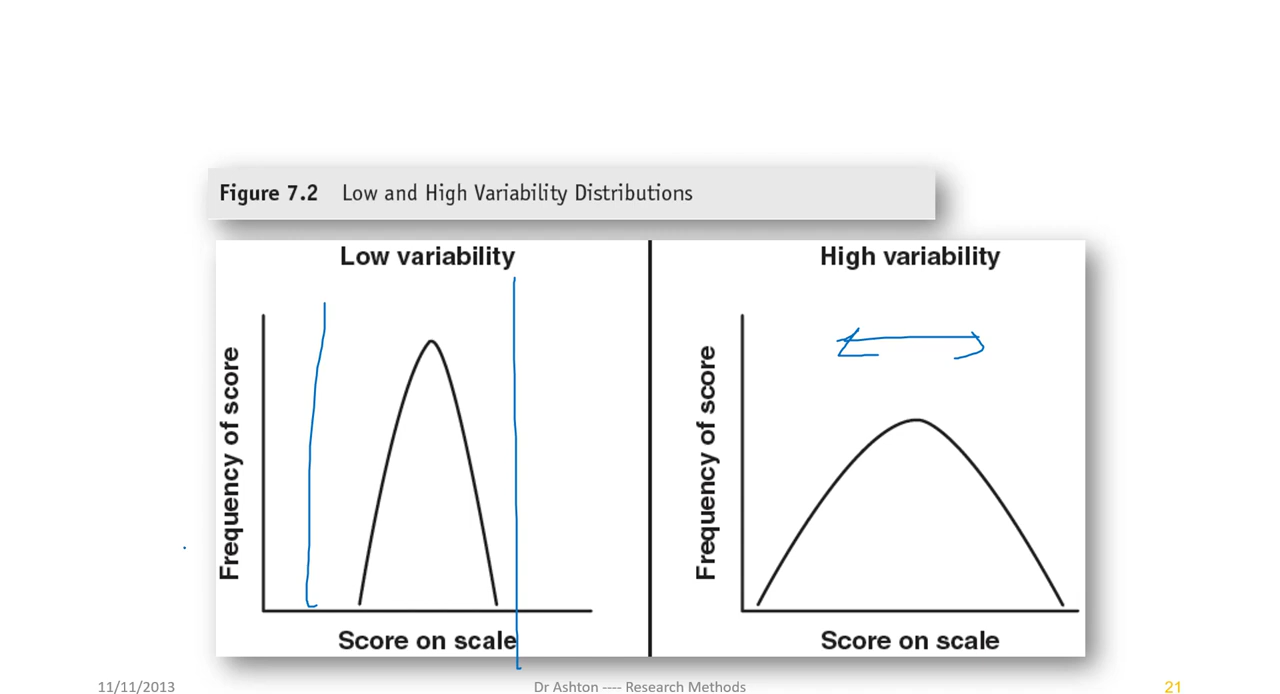 Figure 7.2 Low and High Variability Distributions
Low variability
Frequency of score
Score on scale
High variability
Frequency of score
Score on scale
11/11/2013
Dr Ashton ---- Research Methods
21